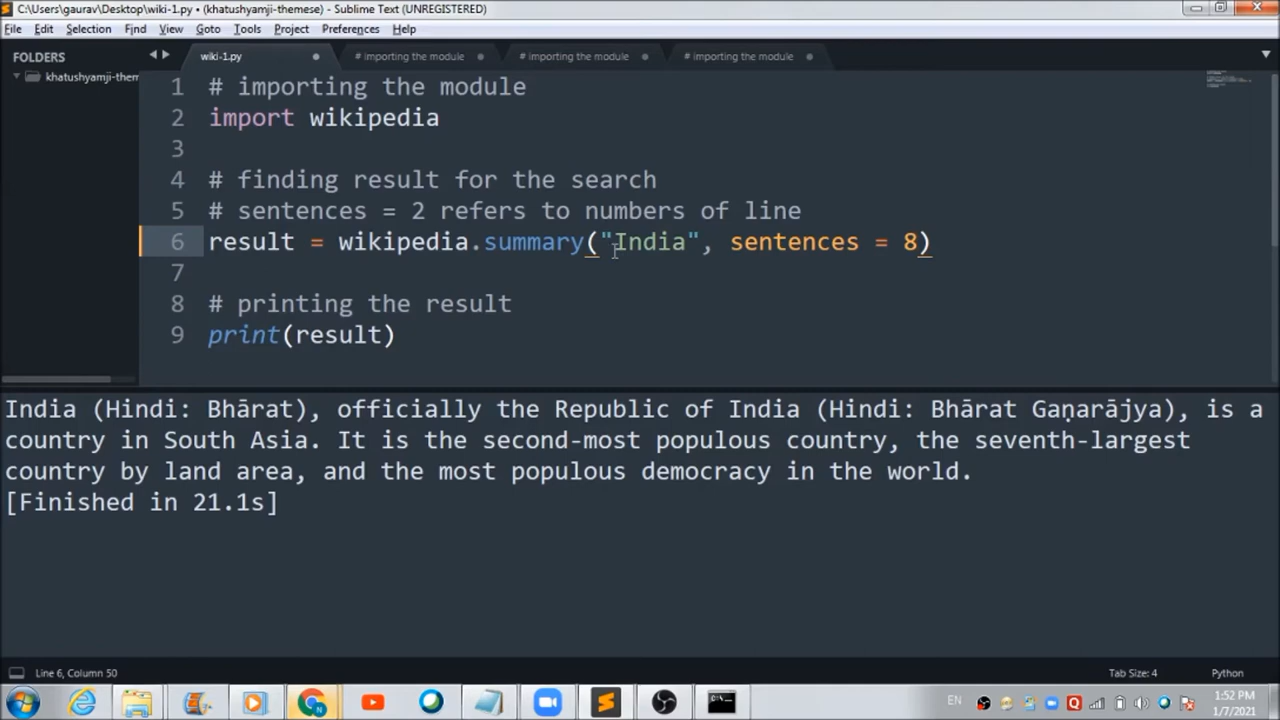 C:\Users\gaurav\Desktop\wiki-1.py • (khatushyamji-themese) - Sublime Text (UNREGISTERED)
File Edit Selection Find View Goto Tools Project Preferences Help
FOLDERS
khatushyamji-them
wiki-1.py
# importing the module
# importing the module
# importing the module
1 # importing the module
2 import wikipedia
3
4 # finding result for the search
5 # sentences = 2 refers to numbers of line
6 result = wikipedia.summary("India", sentences = 8)
7
8 # printing the result
9 print(result)
India (Hindi: Bhārat), officially the Republic of India (Hindi: Bhārat Gaṇarājya), is a
country in South Asia. It is the second-most populous country, the seventh-largest
country by land area, and the most populous democracy in the world.
[Finished in 21.1s]
Line 6, Column 50
Tab Size: 4
Python
EN
1:52 PM
1/7/2021